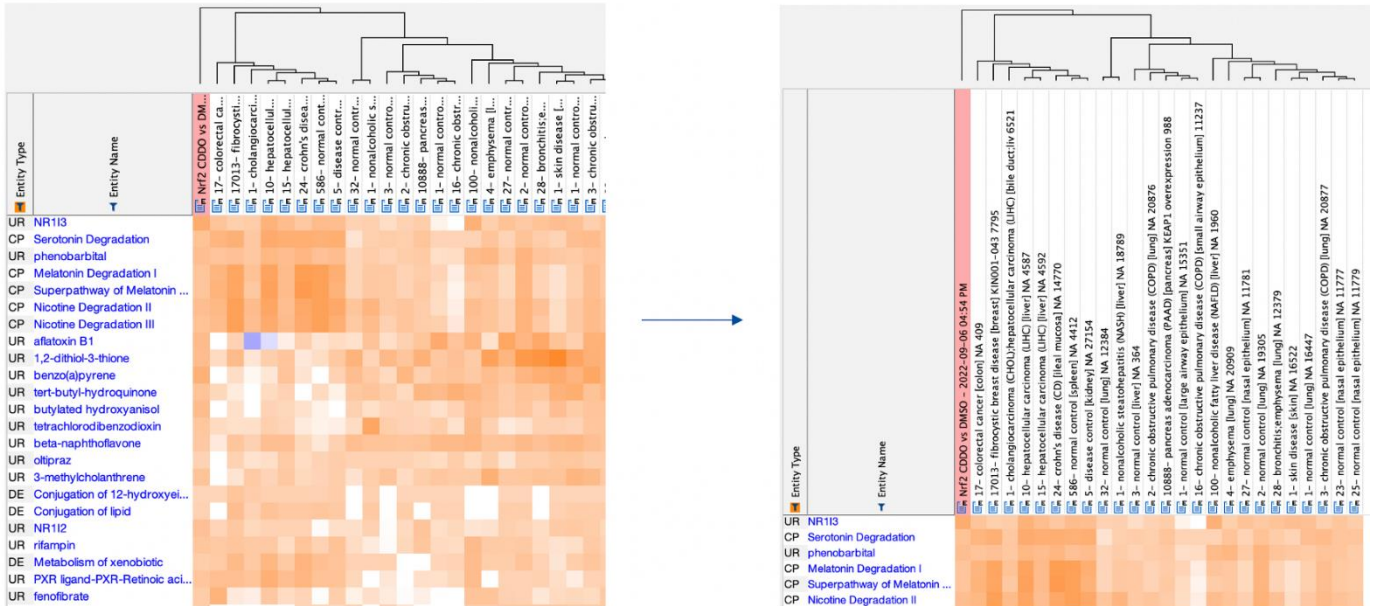 Entity Type
Entity Name
Nrf2 CDDO vs DM...
17- colorectal ca...
17013- fibrocysti...
1- cholangiocarci...
10- hepatocellul...
15- hepatocellul...
24- crohn's disea...
586- normal cont...
5- disease contr...
32- normal contr...
1- nonalcoholic s...
3- normal contro...
2- chronic obstru...
10888- pancreas...
1- normal contro...
16- chronic obstr...
100- nonalcoholi...
4- emphysema [l...
27- normal contr...
2- normal contro...
28- bronchitis;e...
1- skin disease [...
1- normal contro...
3- chronic obstru...
UR NR1I3
CP Serotonin Degradation
UR phenobarbital
CP Melatonin Degradation I
CP Superpathway of Melatonin ...
CP Nicotine Degradation II
CP Nicotine Degradation III
UR aflatoxin B1
UR 1,2-dithiol-3-thione
UR benzo(a)pyrene
UR tert-butyl-hydroquinone
UR butylated hydroxyanisol
UR tetrachlorodibenzodioxin
UR beta-naphthoflavone
UR oltipraz
UR 3-methylcholanthrene
DE Conjugation of 12-hydroxyei...
DE Conjugation of lipid
UR NR1I2
UR rifampin
DE Metabolism of xenobiotic
UR PXR ligand-PXR-Retinoic aci...
UR fenofibrate
Entity Type
Entity Name
Nrf2 CDDO vs DMSO - 2022-09-06 04:54 PM
17- colorectal cancer [colon] NA 409
17013- fibrocystic breast disease [breast] KIN001-043 7795
1- cholangiocarcinoma (CHOL);hepatocellular carcinoma (LIHC) [bile duct;liv 6521
10- hepatocellular carcinoma (LIHC) [liver] NA 4587
15- hepatocellular carcinoma (LIHC) [liver] NA 4592
24- crohn's disease (CD) [ileal mucosa] NA 14770
586- normal control [spleen] NA 4412
5- disease control [kidney] NA 27154
32- normal control [lung] NA 12384
1- nonalcoholic steatohepatitis (NASH) [liver] NA 18789
3- normal control [liver] NA 364
2- chronic obstructive pulmonary disease (COPD) [lung] NA 20876
10888- pancreas adenocarcinoma (PAAD) [pancreas] KEAP1 overexpression 988
1- normal control [large airway epithelium] NA 15351
16- chronic obstructive pulmonary disease (COPD) [small airway epithelium] 11237
100- nonalcoholic fatty liver disease (NAFLD) [liver] NA 1960
4- emphysema [lung] NA 20909
27- normal control [nasal epithelium] NA 11781
2- normal control [lung] NA 19305
28- bronchitis;emphysema [lung] NA 12379
1- skin disease [skin] NA 16522
1- normal control [lung] NA 16447
3- chronic obstructive pulmonary disease (COPD) [lung] NA 20877
23- normal control [nasal epithelium] NA 11777
25- normal control [nasal epithelium] NA 11779
UR NR1I3
CP Serotonin Degradation
UR phenobarbital
CP Melatonin Degradation I
CP Superpathway of Melatonin ...
CP Nicotine Degradation II